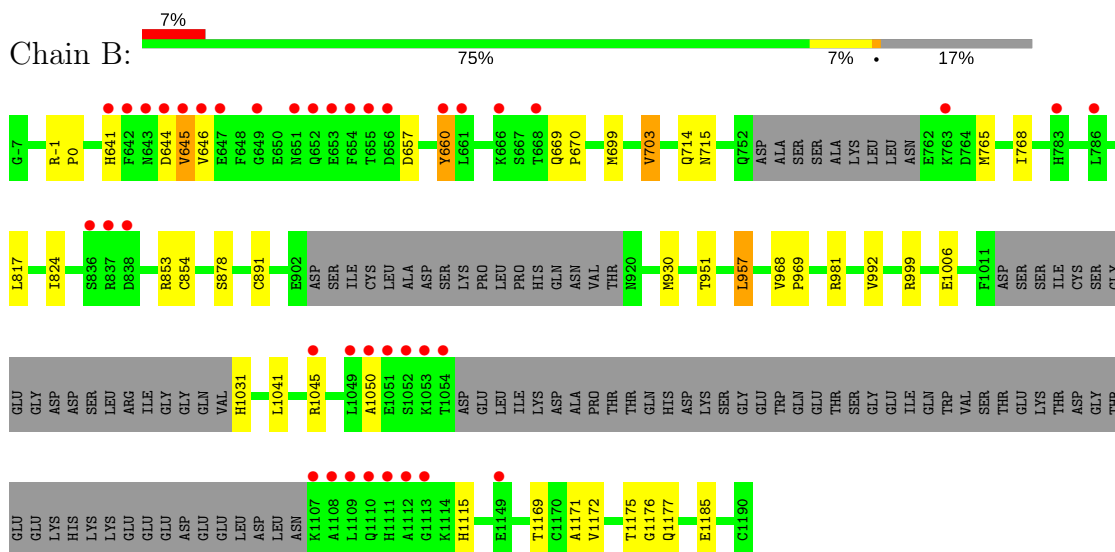 7%
Chain B:
75% 7% • 17%
G-7 R-1 P0 H641 F642 N643 D644 V645 V646 E647 F648 G649 E650 N651 Q652 E653 F654 T655 D656 D657 Y660 L661 K666 S667 T668 Q669 P670 M699 V703 Q714 N715 Q752 ASP ALA SER SER ALA LYS LEU LEU ASN E762 K763 D764 M765 I768 H783 L786
L817 I824 S836 R837 D838 R853 C854 S878 C891 E902 ASP SER ILE CYS LEU ALA ASP SER LYS PRO LEU PRO HIS GLN ASN VAL THR N920 M930 T951 L957 V968 P969 R981 V992 R999 E1006 F1011 ASP SER SER ILE CYS SER GLY
GLU GLY ASP ASP SER LEU ARG ILE GLY GLY GLN VAL H1031 L1041 R1045 L1049 A1050 E1051 S1052 K1053 T1054 ASP GLU LEU ILE LYS ASP ALA PRO THR THR GLN HIS ASP LYS SER GLY GLU TRP GLN GLU THR SER GLY GLU ILE GLN TRP VAL SER THR GLU LYS THR ASP GLY THR
GLU GLU LYS HIS LYS LYS GLU GLU GLU ASP GLU GLU LEU ASP LEU ASN K1107 A1108 L1109 Q1110 H1111 A1112 G1113 K1114 H1115 E1149 T1169 C1170 A1171 V1172 T1175 G1176 Q1177 E1185 C1190